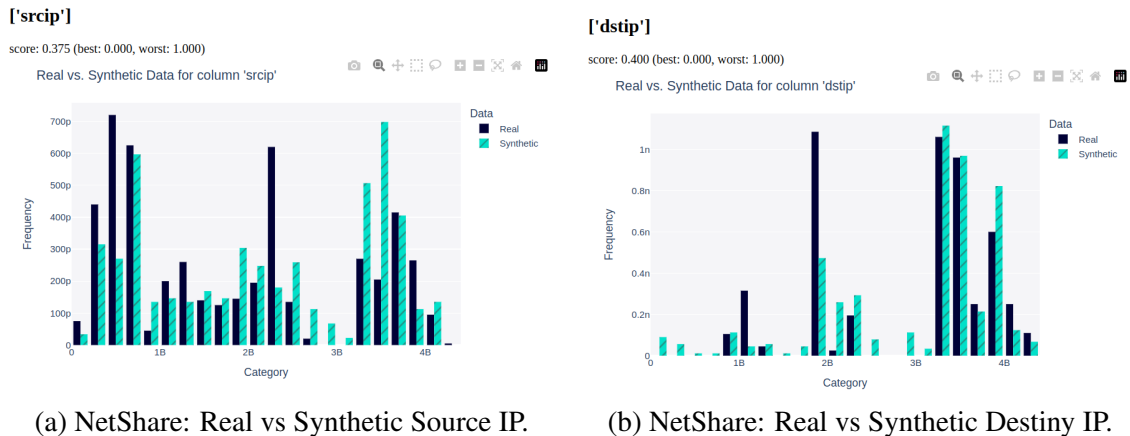 ['srcip']
score: 0.375 (best: 0.000, worst: 1.000)
Real vs. Synthetic Data for column 'srcip'
Data
Real
Synthetic
700p
600p
500p
400p
300p
200p
100p
0
Frequency
0
1B
2B
3B
4B
Category
(a) NetShare: Real vs Synthetic Source IP.
['dstip']
score: 0.400 (best: 0.000, worst: 1.000)
Real vs. Synthetic Data for column 'dstip'
Data
Real
Synthetic
1n
0.8n
0.6n
0.4n
0.2n
0
Frequency
0
1B
2B
3B
4B
Category
(b) NetShare: Real vs Synthetic Destiny IP.